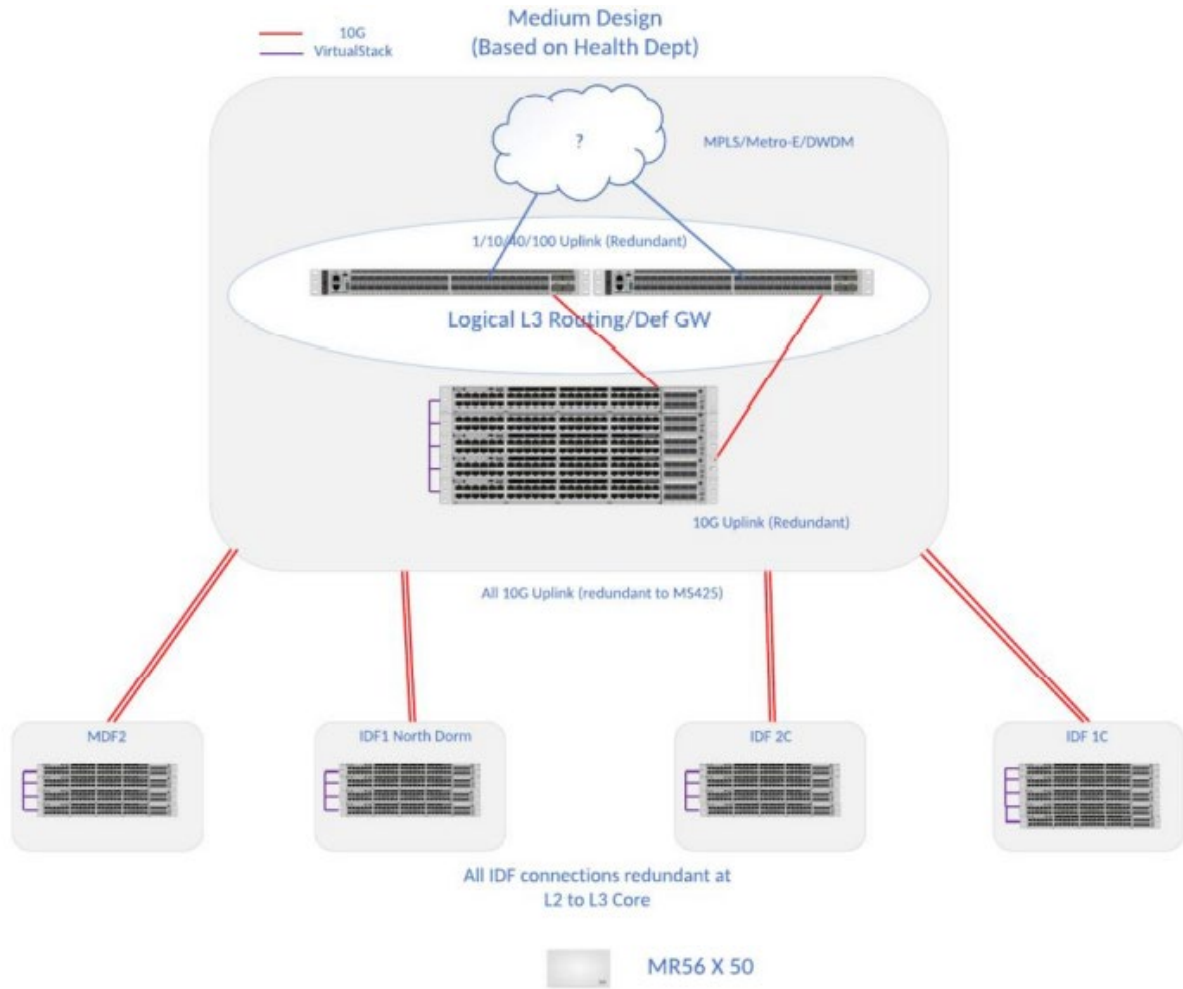 Medium Design
(Based on Health Dept)
10G
VirtualStack
?
MPLS/Metro-E/DWDM
1/10/40/100 Uplink (Redundant)
Logical L3 Routing/Def GW
10G Uplink (Redundant)
All 10G Uplink (redundant to MS425)
MDF2
IDF1 North Dorm
IDF 2C
IDF 1C
All IDF connections redundant at
L2 to L3 Core
MR56 X 50